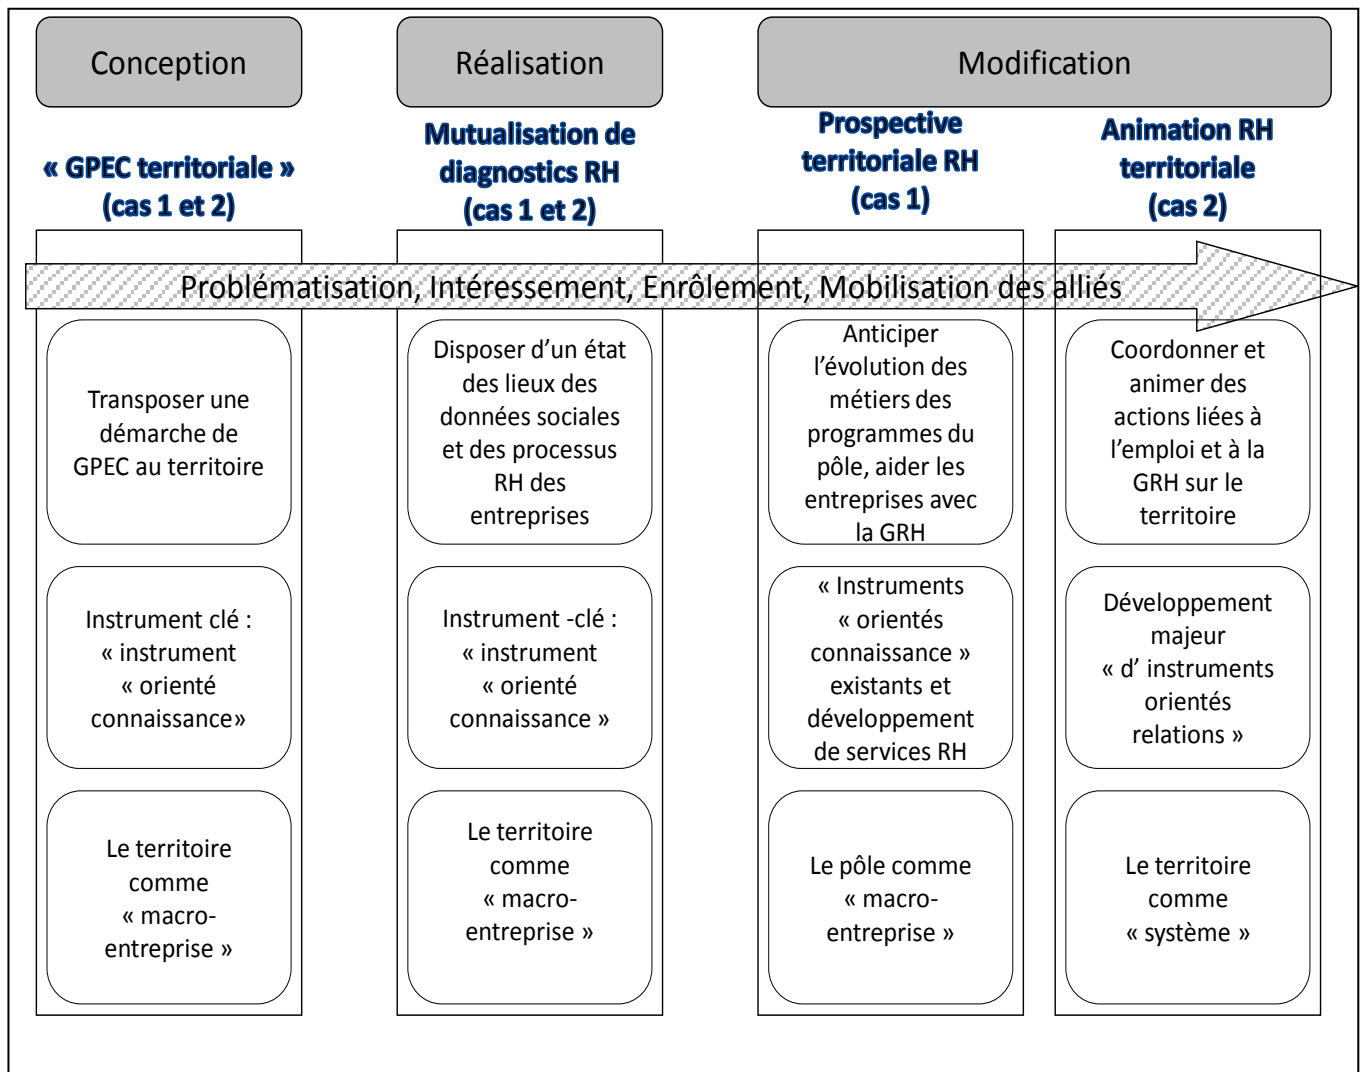 Conception
Réalisation
Modification
« GPEC territoriale »
(cas 1 et 2)
Mutualisation de
diagnostics RH
(cas 1 et 2)
Prospective
territoriale RH
(cas 1)
Animation RH
territoriale
(cas 2)
Problématisation, Intéressement, Enrôlement, Mobilisation des alliés
Transposer une
démarche de
GPEC au territoire
Disposer d’un état
des lieux des
données sociales
et des processus
RH des
entreprises
Anticiper
l’évolution des
métiers des
programmes du
pôle, aider les
entreprises avec
la GRH
Coordonner et
animer des
actions liées à
l’emploi et à la
GRH sur le
territoire
Instrument clé :
« instrument
« orienté
connaissance»
Instrument -clé :
« instrument
« orienté
connaissance »
« Instruments
« orientés
connaissance »
existants et
développement
de services RH
Développement
majeur
« d’ instruments
orientés
relations »
Le territoire
comme
« macro-
entreprise »
Le territoire
comme
« macro-
entreprise »
Le pôle comme
« macro-
entreprise »
Le territoire
comme
« système »